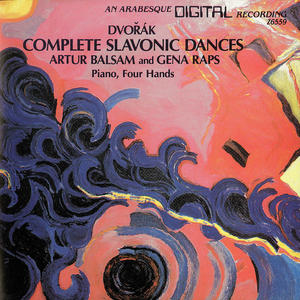 AN ARABESQUE DIGITAL RECORDING
Z6559
DVOŘÁK
COMPLETE SLAVONIC DANCES
ARTUR BALSAM and GENA RAPS
Piano, Four Hands